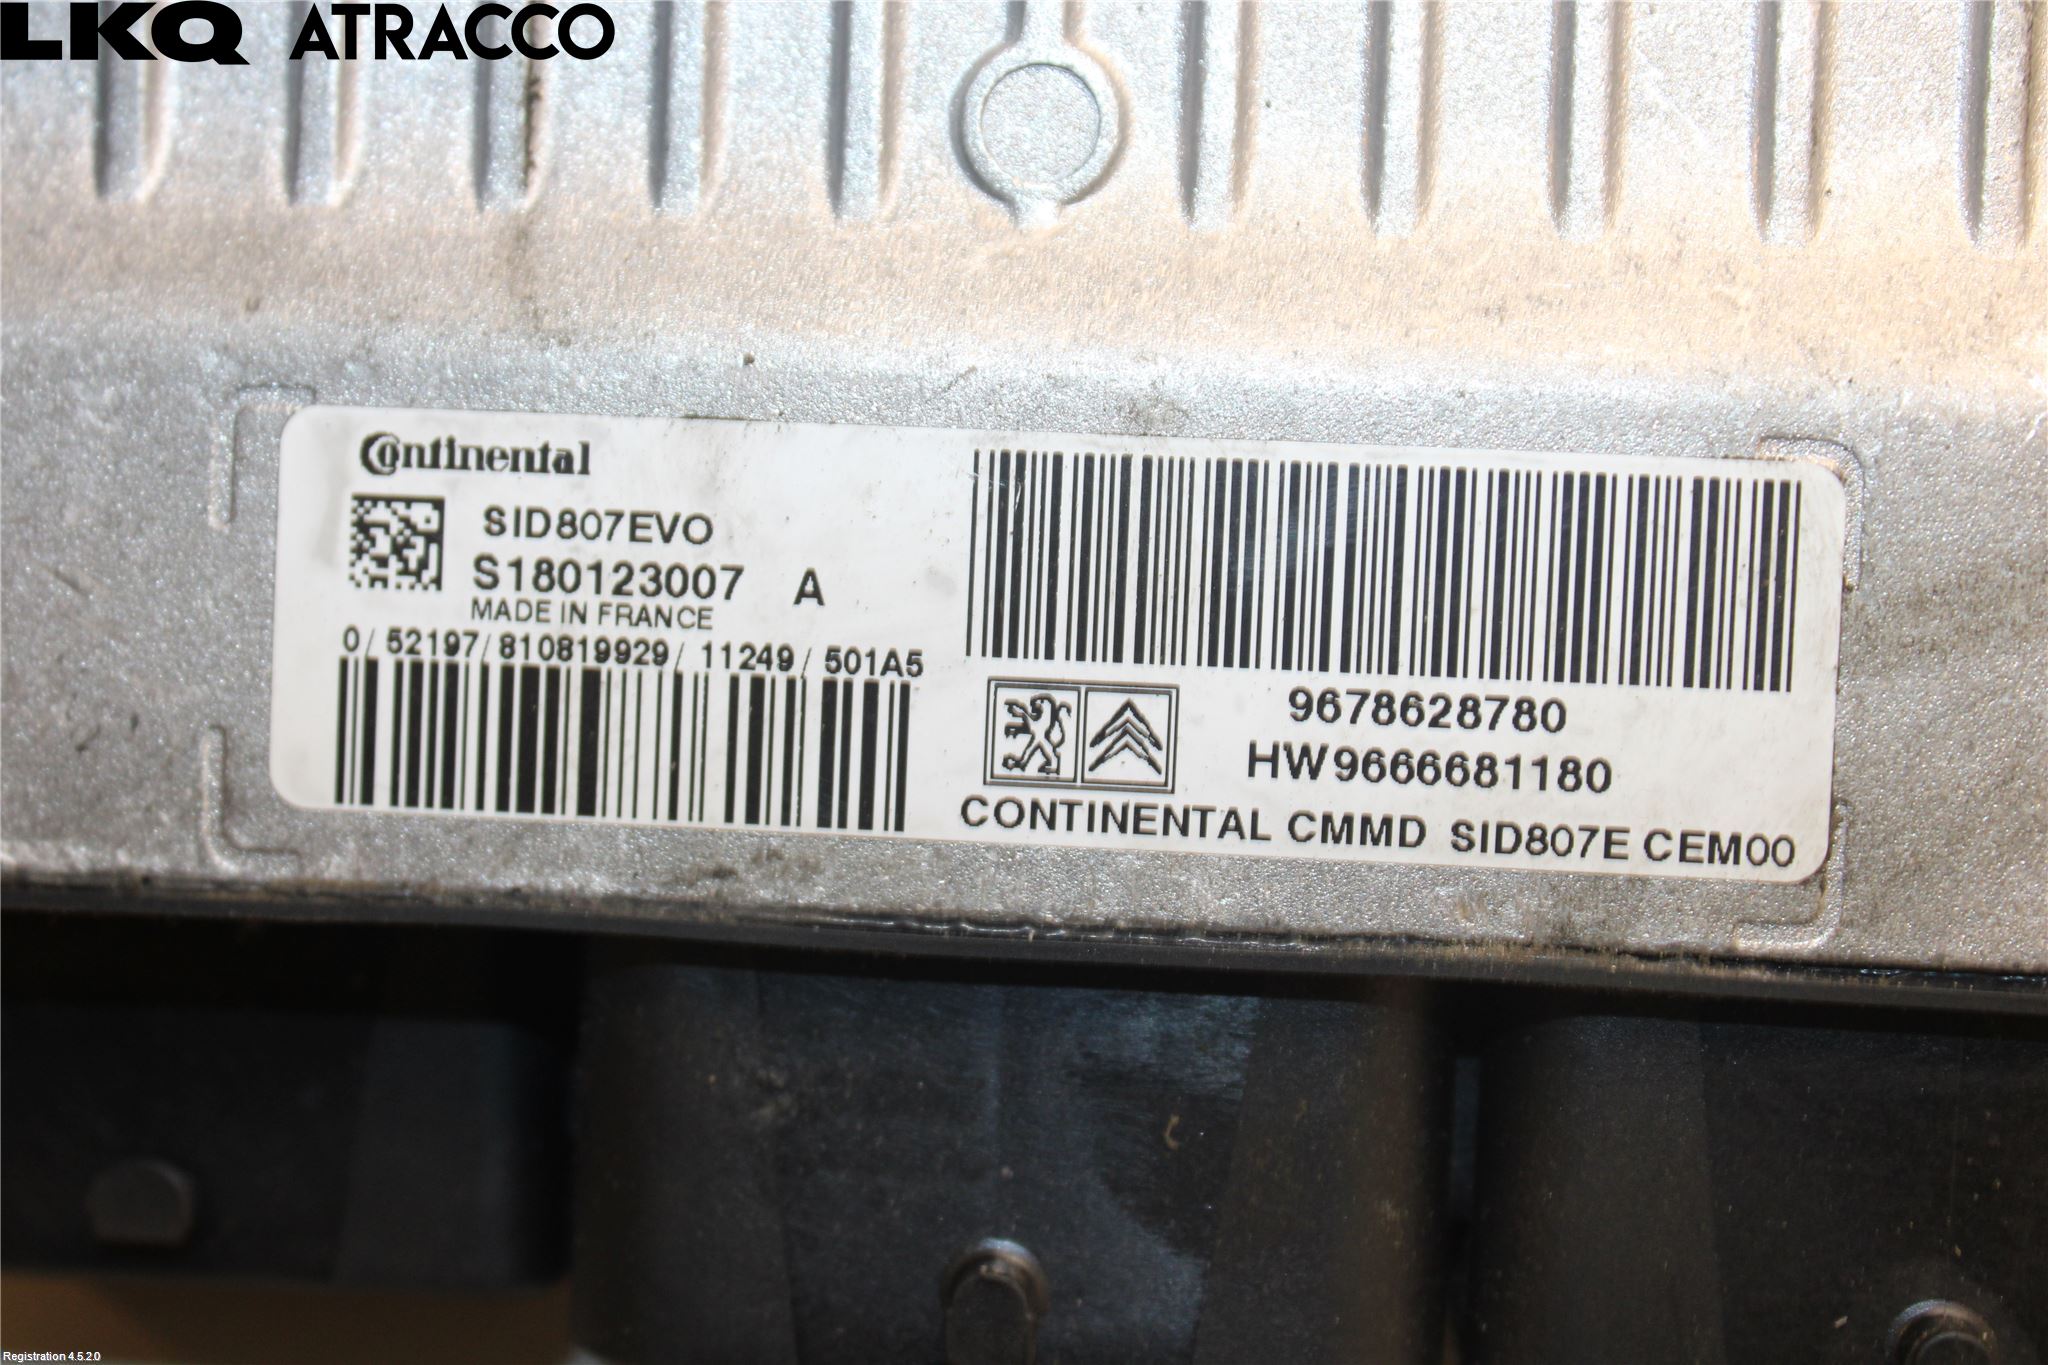 LKQ ATRACCO
Continental
SID807EVO
S180123007 A
MADE IN FRANCE
0/ 52197/810819929/ 11249/ 501A5
9678628780
HW9666681180
CONTINENTAL CMMD SID807E CEM00
Registration 4.5.2.0